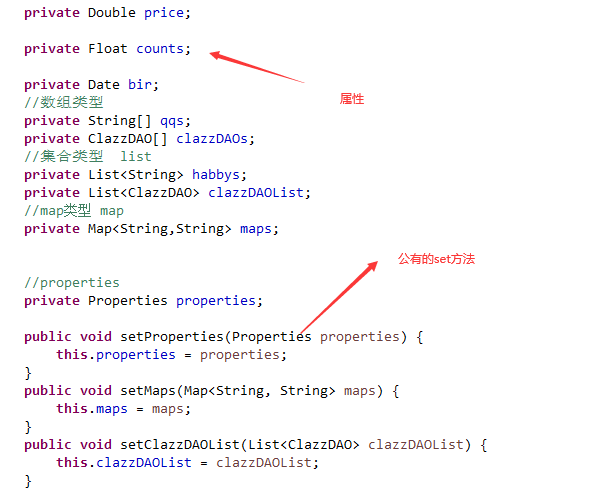 private Double price;
private Float counts;
属性
private Date bir;
//数组类型
private String[] qqs;
private ClazzDAO[] clazzDAOs;
//集合类型  list
private List<String> habbys;
private List<ClazzDAO> clazzDAOList;
//map类型 map
private Map<String,String> maps;
公有的set方法
//properties
private Properties properties;
public void setProperties(Properties properties) {
    this.properties = properties;
}
public void setMaps(Map<String, String> maps) {
    this.maps = maps;
}
public void setClazzDAOList(List<ClazzDAO> clazzDAOList) {
    this.clazzDAOList = clazzDAOList;
}